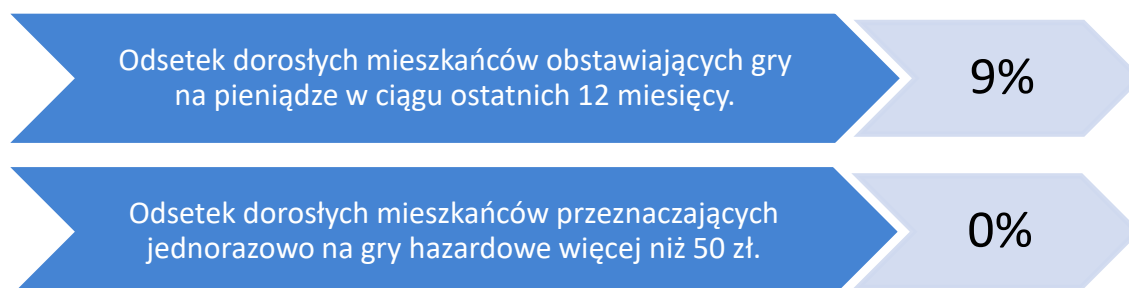 Odsetek dorosłych mieszkańców obstawiających gry
na pieniądze w ciągu ostatnich 12 miesięcy.
9%
Odsetek dorosłych mieszkańców przeznaczających
jednorazowo na gry hazardowe więcej niż 50 zł.
0%